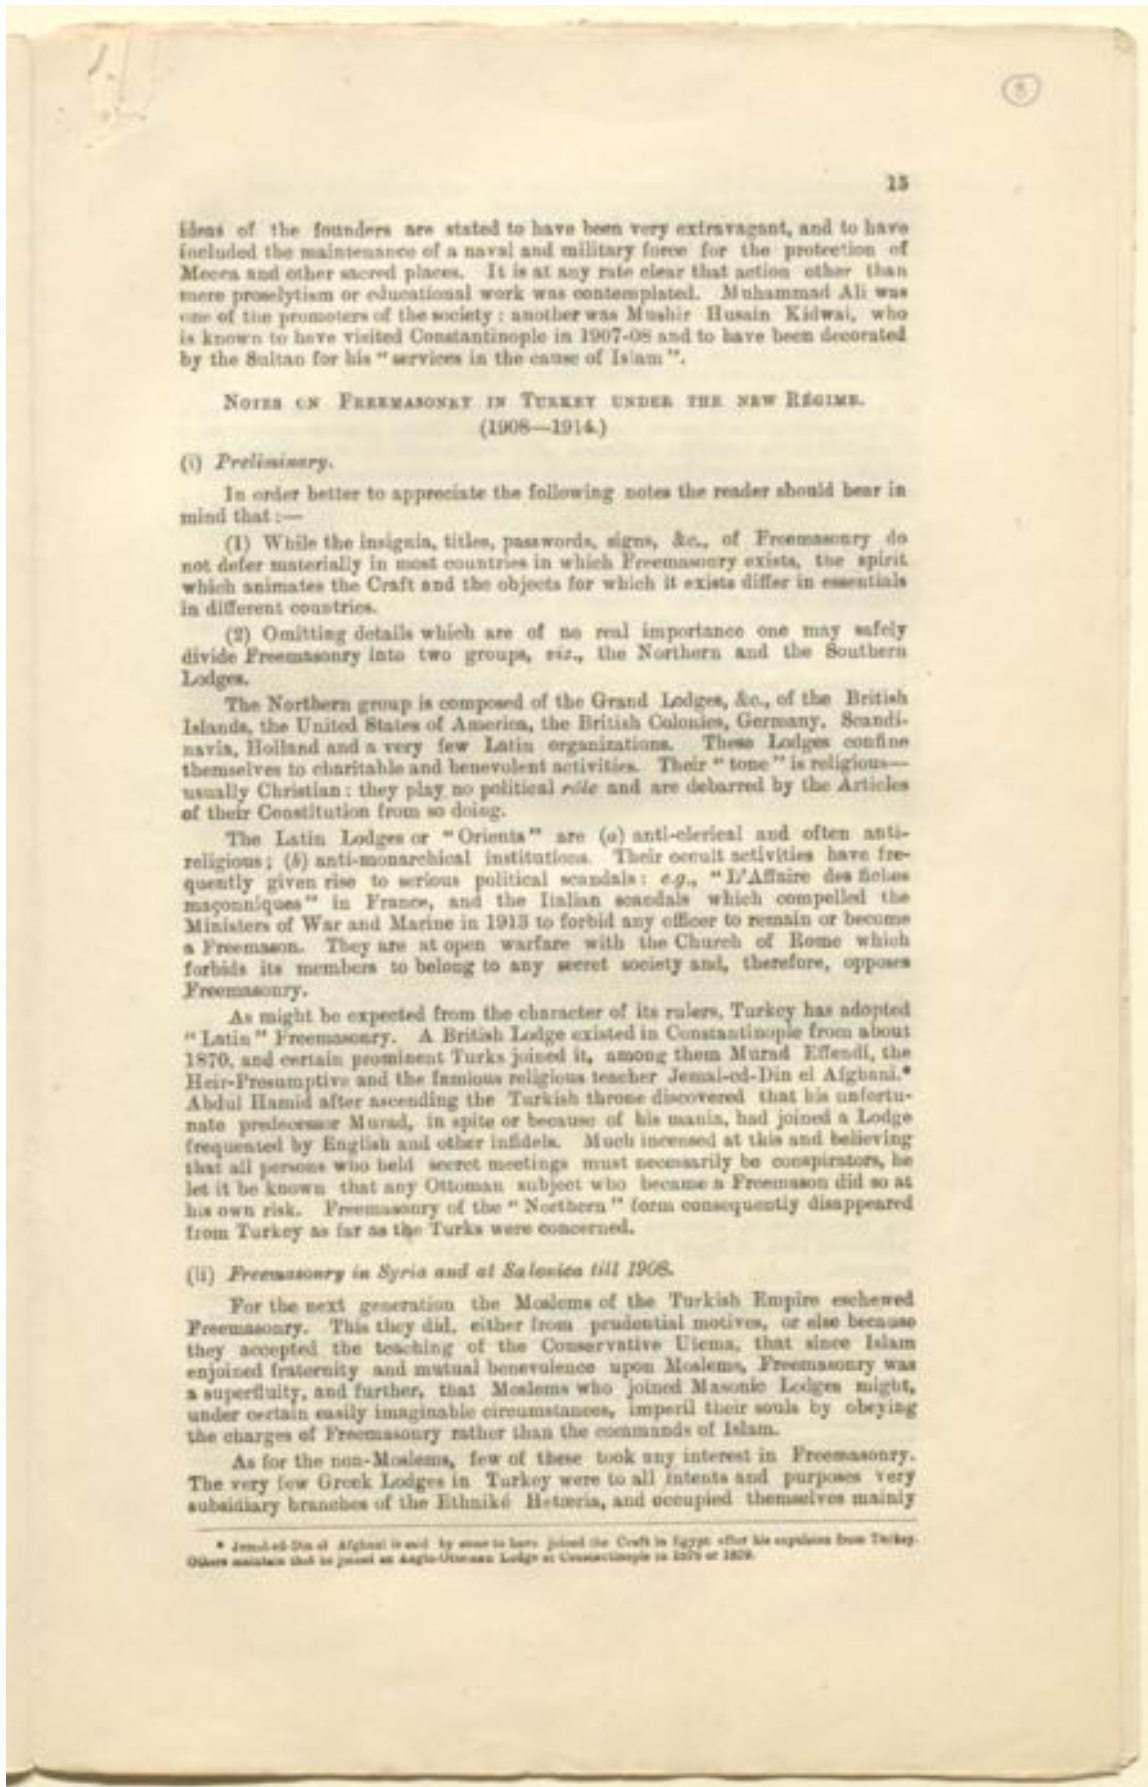 8
15
ideas of the founders are stated to have been very extravagant, and to have
included the maintenance of a naval and military force for the protection of
Mecca and other sacred places. It is at any rate clear that action other than
mere proselytism or educational work was contemplated. Muhammad Ali was
one of the promoters of the society: another was Mushir Husain Kidwai, who
is known to have visited Constantinople in 1907-08 and to have been decorated
by the Sultan for his "services in the cause of Islam".
NOTES ON FREEMASONRY IN TURKEY UNDER THE NEW RÉGIME.
(1908—1914.)
(i) Preliminary.
In order better to appreciate the following notes the reader should bear in
mind that :—
(1) While the insignia, titles, passwords, signs, &c., of Freemasonry do
not defer materially in most countries in which Freemasonry exists, the spirit
which animates the Craft and the objects for which it exists differ in essentials
in different countries.
(2) Omitting details which are of no real importance one may safely
divide Freemasonry into two groups, viz., the Northern and the Southern
Lodges.
The Northern group is composed of the Grand Lodges, &c., of the British
Islands, the United States of America, the British Colonies, Germany, Scandi-
navia, Holland and a very few Latin organizations. These Lodges confine
themselves to charitable and benevolent activities. Their "tone" is religious—
usually Christian: they play no political rôle and are debarred by the Articles
of their Constitution from so doing.
The Latin Lodges or "Orients" are (a) anti-clerical and often anti-
religious; (b) anti-monarchical institutions. Their occult activities have fre-
quently given rise to serious political scandals: e.g., "L'Affaire des fiches
maçonniques" in France, and the Italian scandals which compelled the
Ministers of War and Marine in 1913 to forbid any officer to remain or become
a Freemason. They are at open warfare with the Church of Rome which
forbids its members to belong to any secret society and, therefore, opposes
Freemasonry.
As might be expected from the character of its rulers, Turkey has adopted
"Latin" Freemasonry. A British Lodge existed in Constantinople from about
1870, and certain prominent Turks joined it, among them Murad Effendi, the
Heir-Presumptive and the famious religious teacher Jemal-ed-Din el Afghani.*
Abdul Hamid after ascending the Turkish throne discovered that his unfortu-
nate predecessor Murad, in spite or because of his mania, had joined a Lodge
frequented by English and other infidels. Much incensed at this and believing
that all persons who held secret meetings must necessarily be conspirators, he
let it be known that any Ottoman subject who became a Freemason did so at
his own risk. Freemasonry of the "Northern" form consequently disappeared
from Turkey as far as the Turks were concerned.
(ii) Freemasonry in Syria and at Salonica till 1908.
For the next generation the Moslems of the Turkish Empire eschewed
Freemasonry. This they did, either from prudential motives, or else because
they accepted the teaching of the Conservative Ulema, that since Islam
enjoined fraternity and mutual benevolence upon Moslems, Freemasonry was
a superfluity, and further, that Moslems who joined Masonic Lodges might,
under certain easily imaginable circumstances, imperil their souls by obeying
the charges of Freemasonry rather than the commands of Islam.
As for the non-Moslems, few of these took any interest in Freemasonry.
The very few Greek Lodges in Turkey were to all intents and purposes very
subsidiary branches of the Ethniké Hetæria, and occupied themselves mainly
* Jemal-ed-Din el Afghani is said by some to have joined the Craft in Egypt after his expulsion from Turkey.
Others maintain that he joined an Anglo-Ottoman Lodge at Constantinople in or